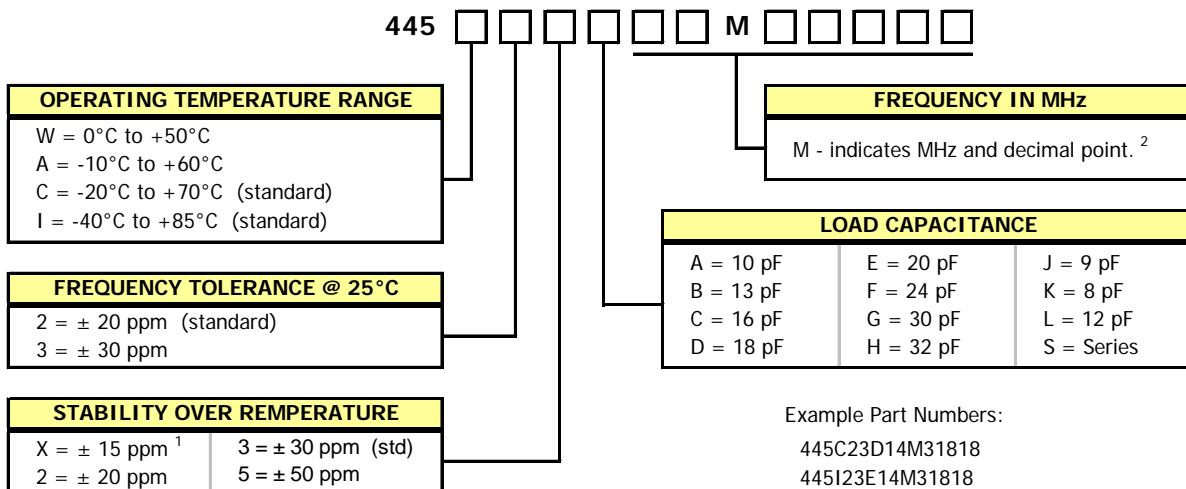 445 M
OPERATING TEMPERATURE RANGE
W = 0°C to +50°C
A = -10°C to +60°C
C = -20°C to +70°C (standard)
I = -40°C to +85°C (standard)
FREQUENCY TOLERANCE @ 25°C
2 = ± 20 ppm (standard)
3 = ± 30 ppm
STABILITY OVER REMPERATURE
X = ± 15 ppm 1
2 = ± 20 ppm
3 = ± 30 ppm (std)
5 = ± 50 ppm
FREQUENCY IN MHz
M - indicates MHz and decimal point. 2
LOAD CAPACITANCE
A = 10 pF
B = 13 pF
C = 16 pF
D = 18 pF
E = 20 pF
F = 24 pF
G = 30 pF
H = 32 pF
J = 9 pF
K = 8 pF
L = 12 pF
S = Series
Example Part Numbers:
445C23D14M31818
445I23E14M31818